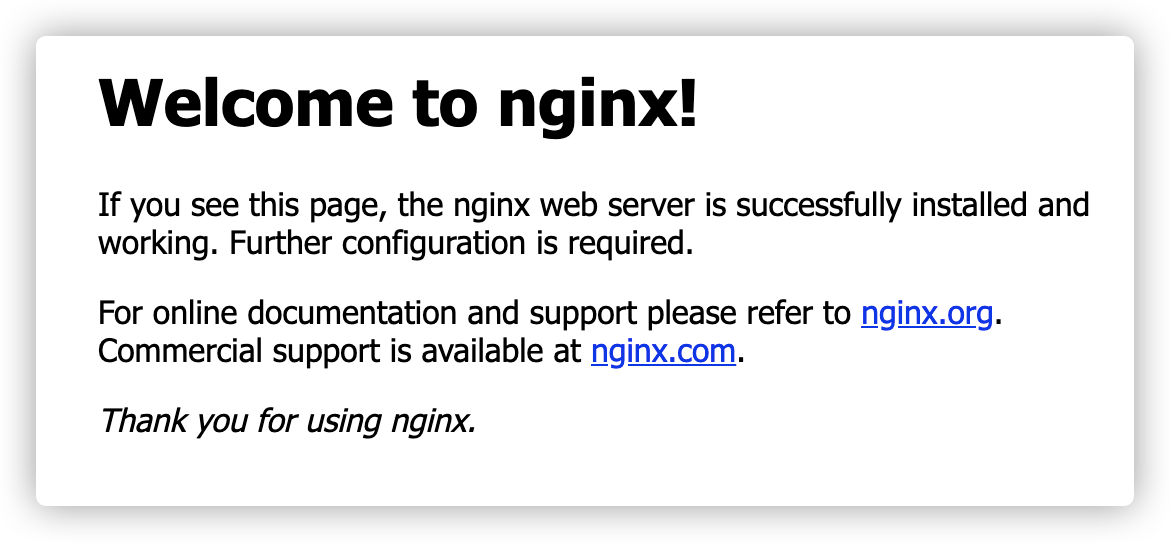 Welcome to nginx!
If you see this page, the nginx web server is successfully installed and
working. Further configuration is required.
For online documentation and support please refer to nginx.org.
Commercial support is available at nginx.com.
Thank you for using nginx.